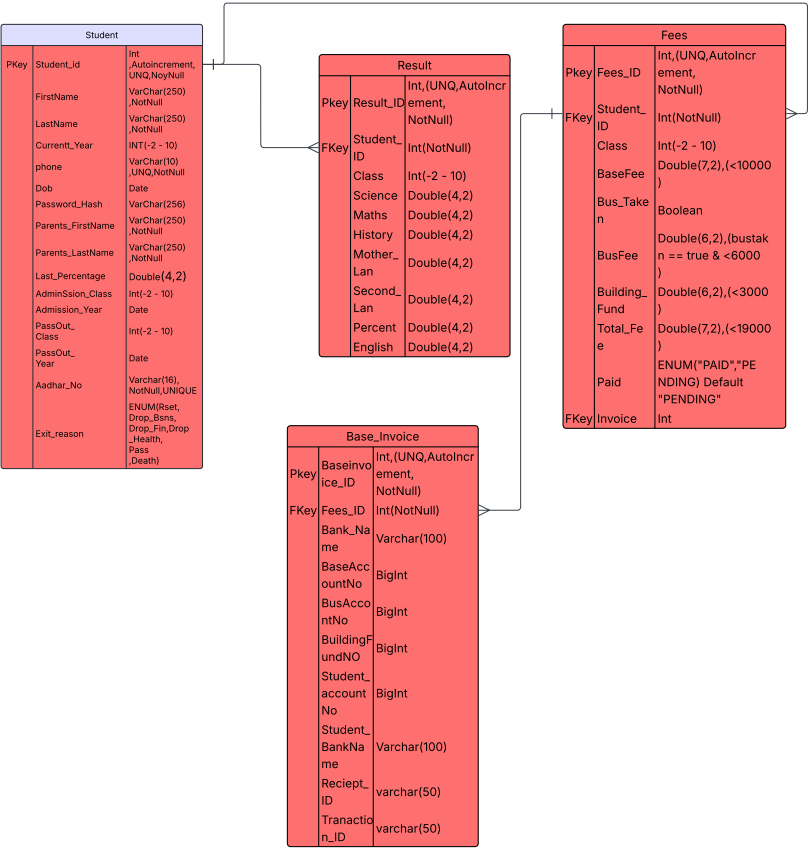 Student
PKey Student_id Int
,Autoincrement,
UNQ,NoyNull
FirstName VarChar(250)
,NotNull
LastName VarChar(250)
,NotNull
Currentt_Year INT(-2 - 10)
phone VarChar(10)
,UNQ,NotNull
Dob Date
Password_Hash VarChar(256)
Parents_FirstName VarChar(250)
,NotNull
Parents_LastName VarChar(250)
,NotNull
Last_Percentage Double(4,2)
AdminSsion_Class Int(-2 - 10)
Admission_Year Date
PassOut_
Class Int(-2 - 10)
PassOut_
Year Date
Aadhar_No Varchar(16),
NotNull,UNIQUE
Exit_reason ENUM(Rset,
Drop_Bsns,
Drop_Fin,Drop
_Health,
Pass
,Death)
Result
Pkey Result_ID Int,(UNQ,AutoIncr
ement,
NotNull)
FKey Student_
ID Int(NotNull)
Class Int(-2 - 10)
Science Double(4,2)
Maths Double(4,2)
History Double(4,2)
Mother_
Lan Double(4,2)
Second_
Lan Double(4,2)
Percent Double(4,2)
English Double(4,2)
Fees
Pkey Fees_ID Int,(UNQ,AutoIncr
ement,
NotNull)
FKey Student_
ID Int(NotNull)
Class Int(-2 - 10)
BaseFee Double(7,2),(<10000
)
Bus_Take
n Boolean
BusFee Double(6,2),(bustak
n == true & <6000
)
Building_
Fund Double(6,2),(<3000
)
Total_Fe
e Double(7,2),(<19000
)
Paid ENUM("PAID","PE
NDING) Default
"PENDING"
FKey Invoice Int
Base_Invoice
Pkey Baseinvo
ice_ID Int,(UNQ,AutoIncr
ement,
NotNull)
FKey Fees_ID Int(NotNull)
Bank_Na
me Varchar(100)
BaseAcc
ountNo BigInt
BusAcco
ntNo BigInt
BuildingF
undNO BigInt
Student_
account
No BigInt
Student_
BankNa
me Varchar(100)
Reciept_
ID varchar(50)
Tranactio
n_ID varchar(50)